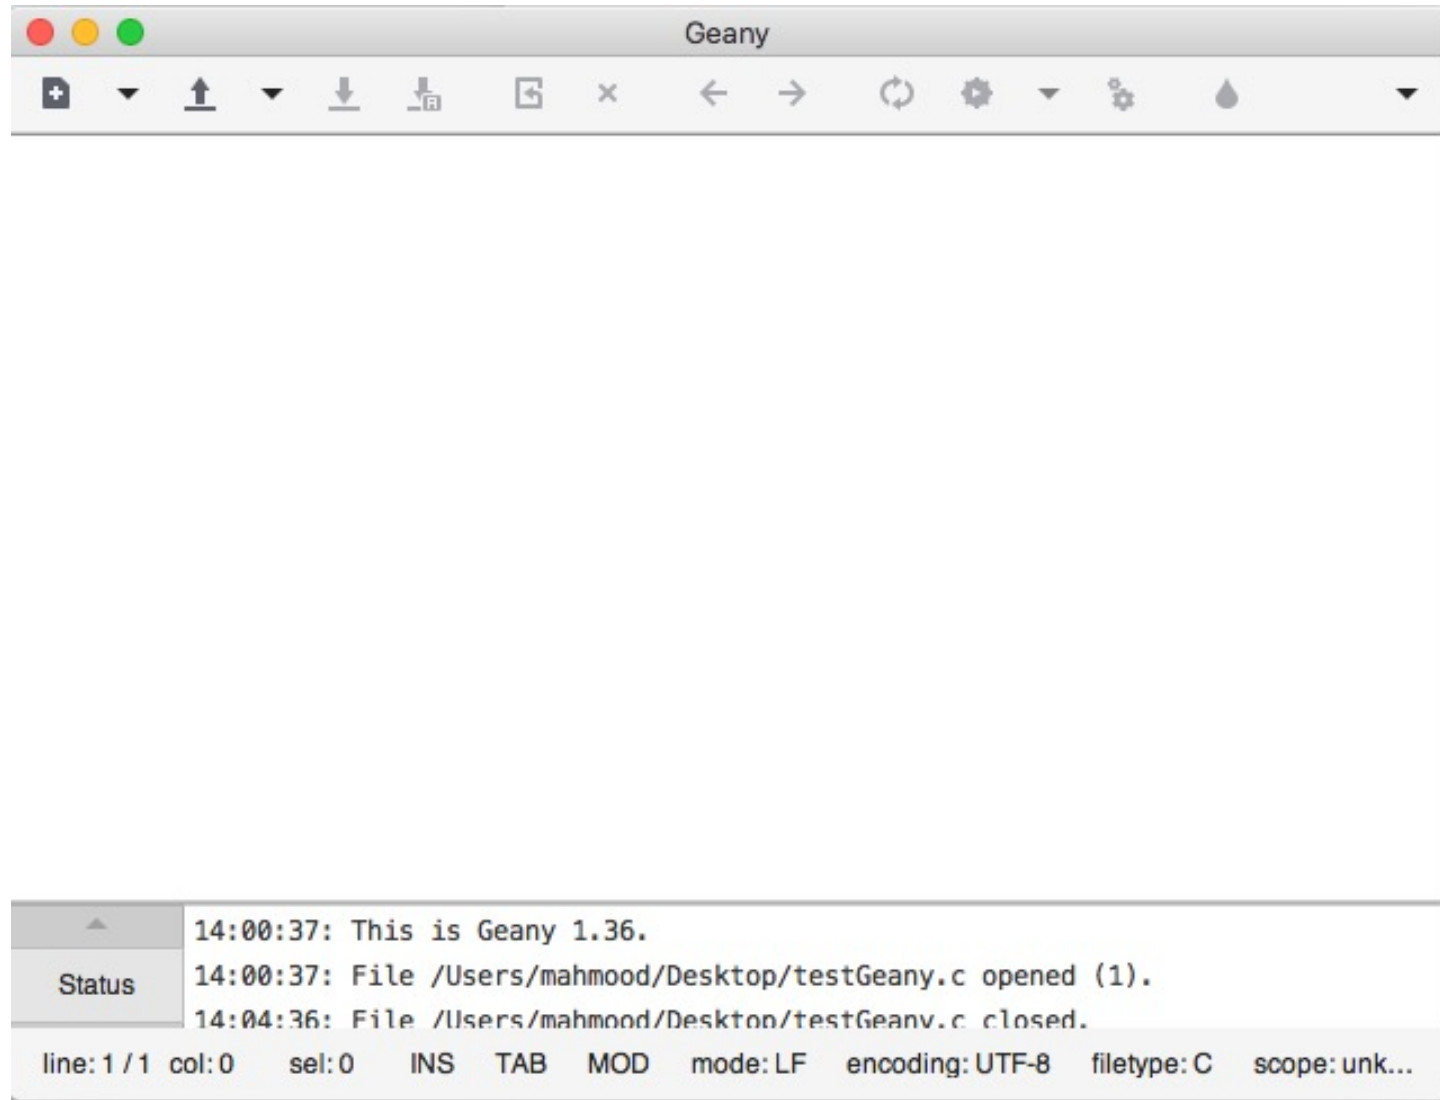 Geany
14:00:37: This is Geany 1.36.
Status
14:00:37: File /Users/mahmood/Desktop/testGeany.c opened (1).
14:04:36: File /Users/mahmood/Desktop/testGeany.c closed.
line: 1 / 1 col: 0 sel: 0 INS TAB MOD mode: LF encoding: UTF-8 filetype: C scope: unk...